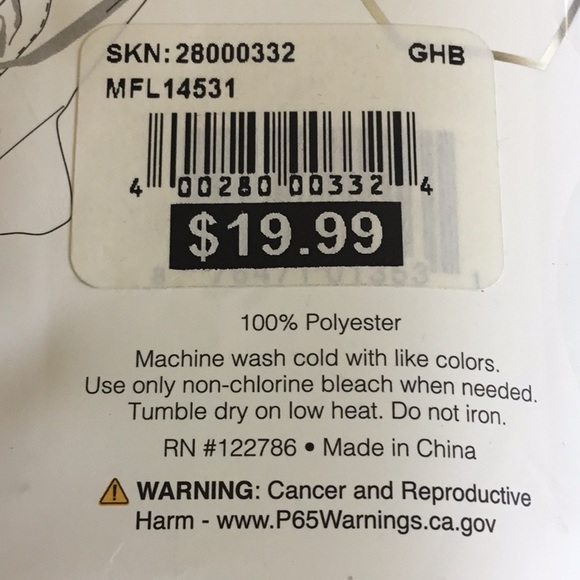 SKN: 28000332 GHB
MFL14531
4 00280 00332 4
$19.99
100% Polyester
Machine wash cold with like colors.
Use only non-chlorine bleach when needed.
Tumble dry on low heat. Do not iron.
RN #122786 • Made in China
⚠ WARNING: Cancer and Reproductive
Harm - www.P65Warnings.ca.gov